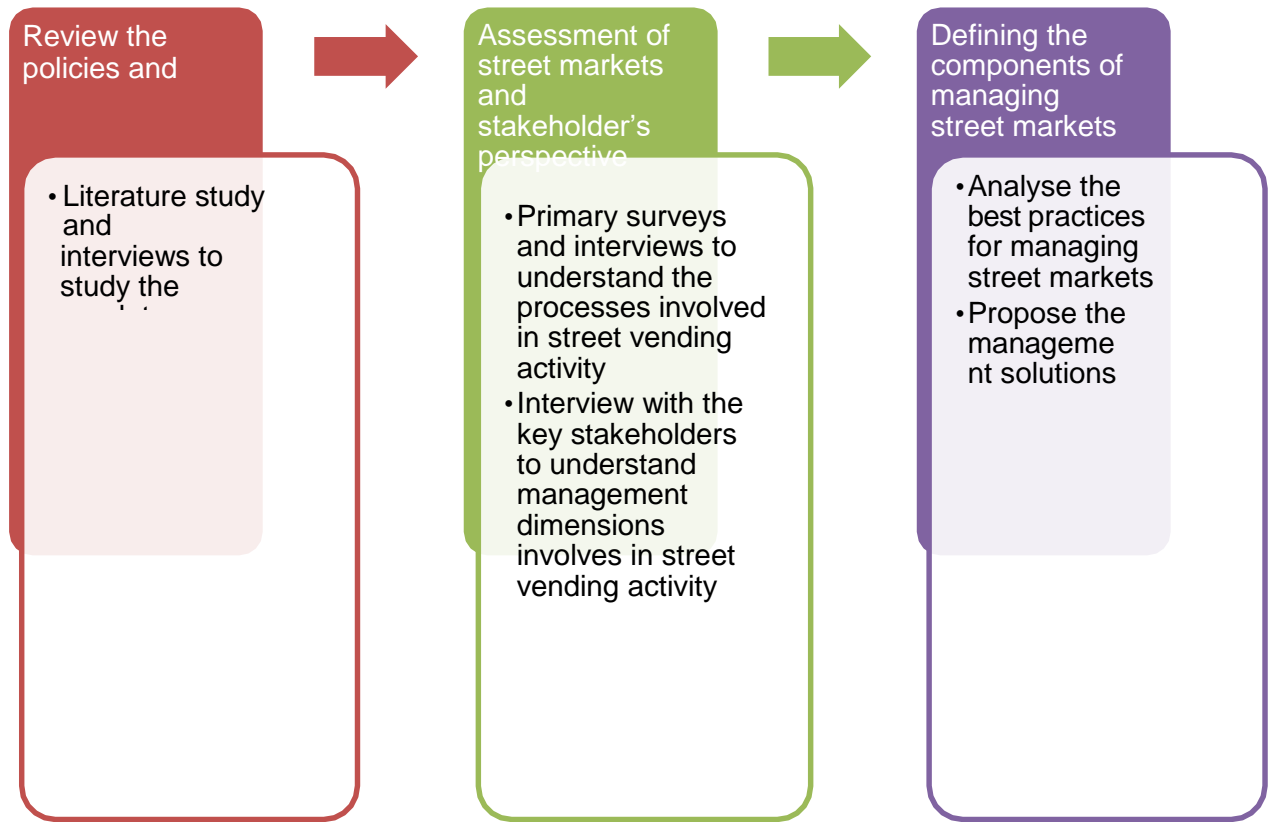 Review the
policies and
• Literature study
and
interviews to
study the
Assessment of
street markets
and
stakeholder’s
perspective
• Primary surveys
and interviews to
understand the
processes involved
in street vending
activity
• Interview with the
key stakeholders
to understand
management
dimensions
involves in street
vending activity
Defining the
components of
managing
street markets
• Analyse the
best practices
for managing
street markets
• Propose the
manageme
nt solutions